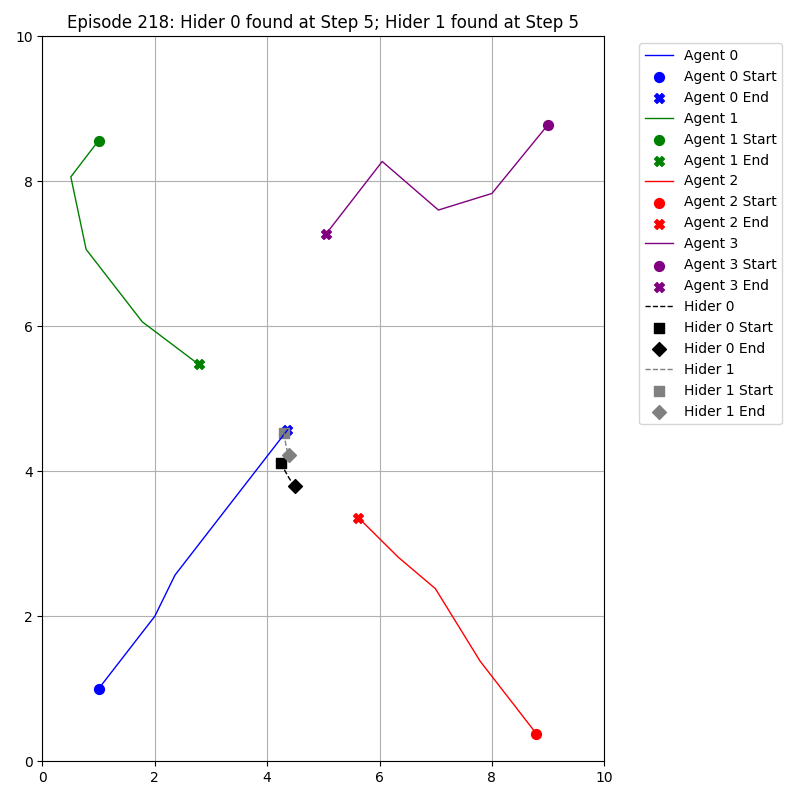 Episode 218: Hider 0 found at Step 5; Hider 1 found at Step 5
10
8
6
4
2
0
0 2 4 6 8 10
Agent 0
Agent 0 Start
Agent 0 End
Agent 1
Agent 1 Start
Agent 1 End
Agent 2
Agent 2 Start
Agent 2 End
Agent 3
Agent 3 Start
Agent 3 End
Hider 0
Hider 0 Start
Hider 0 End
Hider 1
Hider 1 Start
Hider 1 End